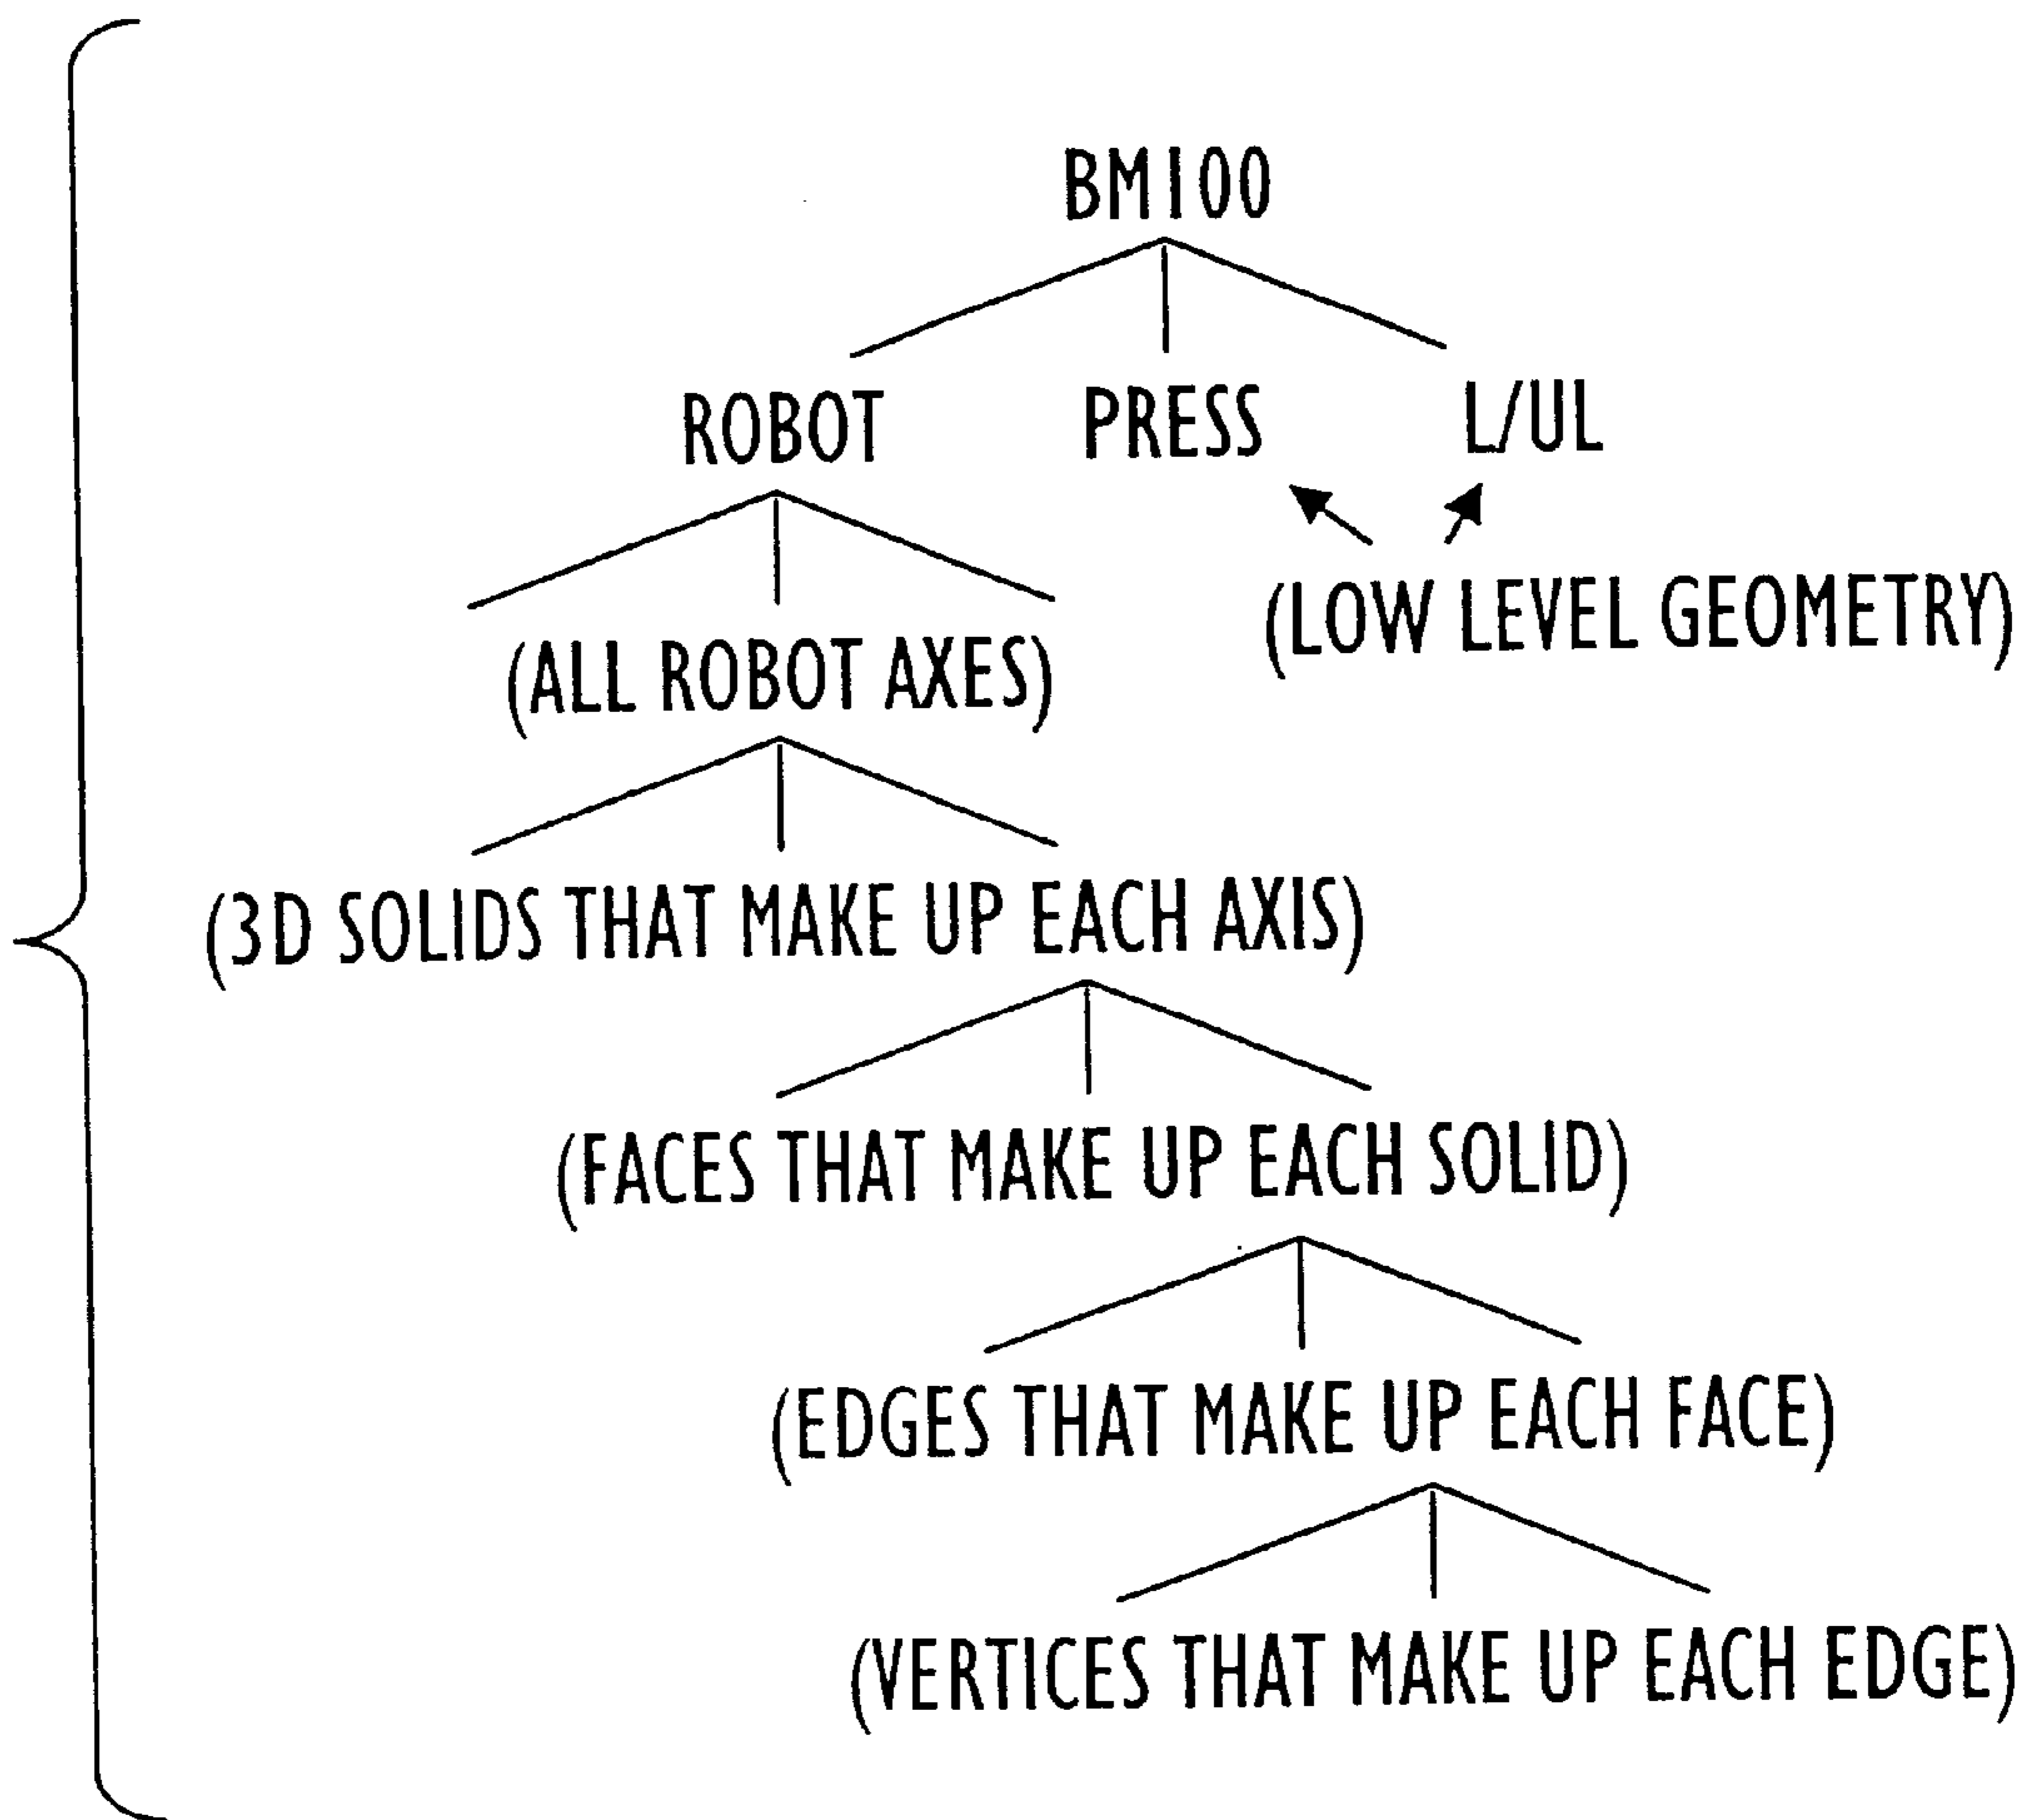 BM100
ROBOT PRESS L/UL
(LOW LEVEL GEOMETRY)
(ALL ROBOT AXES)
(3D SOLIDS THAT MAKE UP EACH AXIS)
(FACES THAT MAKE UP EACH SOLID)
(EDGES THAT MAKE UP EACH FACE)
(VERTICES THAT MAKE UP EACH EDGE)